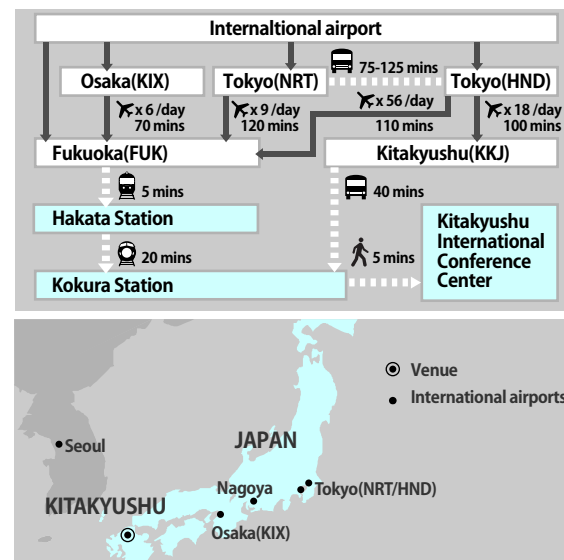 Internaltional airport
75-125 mins
Osaka(KIX)
Tokyo(NRT)
Tokyo(HND)
x 6 /day
70 mins
x 9 /day
120 mins
x 56 /day
110 mins
x 18 /day
100 mins
Fukuoka(FUK)
Kitakyushu(KKJ)
5 mins
40 mins
Hakata Station
20 mins
5 mins
Kitakyushu
International
Conference
Center
Kokura Station
Venue
International airports
Seoul
JAPAN
Nagoya
Tokyo(NRT/HND)
KITAKYUSHU
Osaka(KIX)